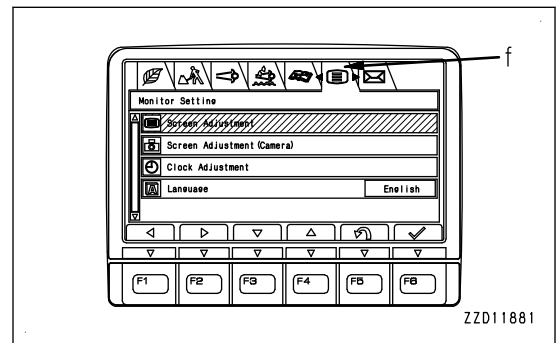 f
Monitor Setting
Screen Adjustment
Screen Adjustment (Camera)
Clock Adjustment
A Language English
F1 F2 F3 F4 F5 F6
ZZD11881